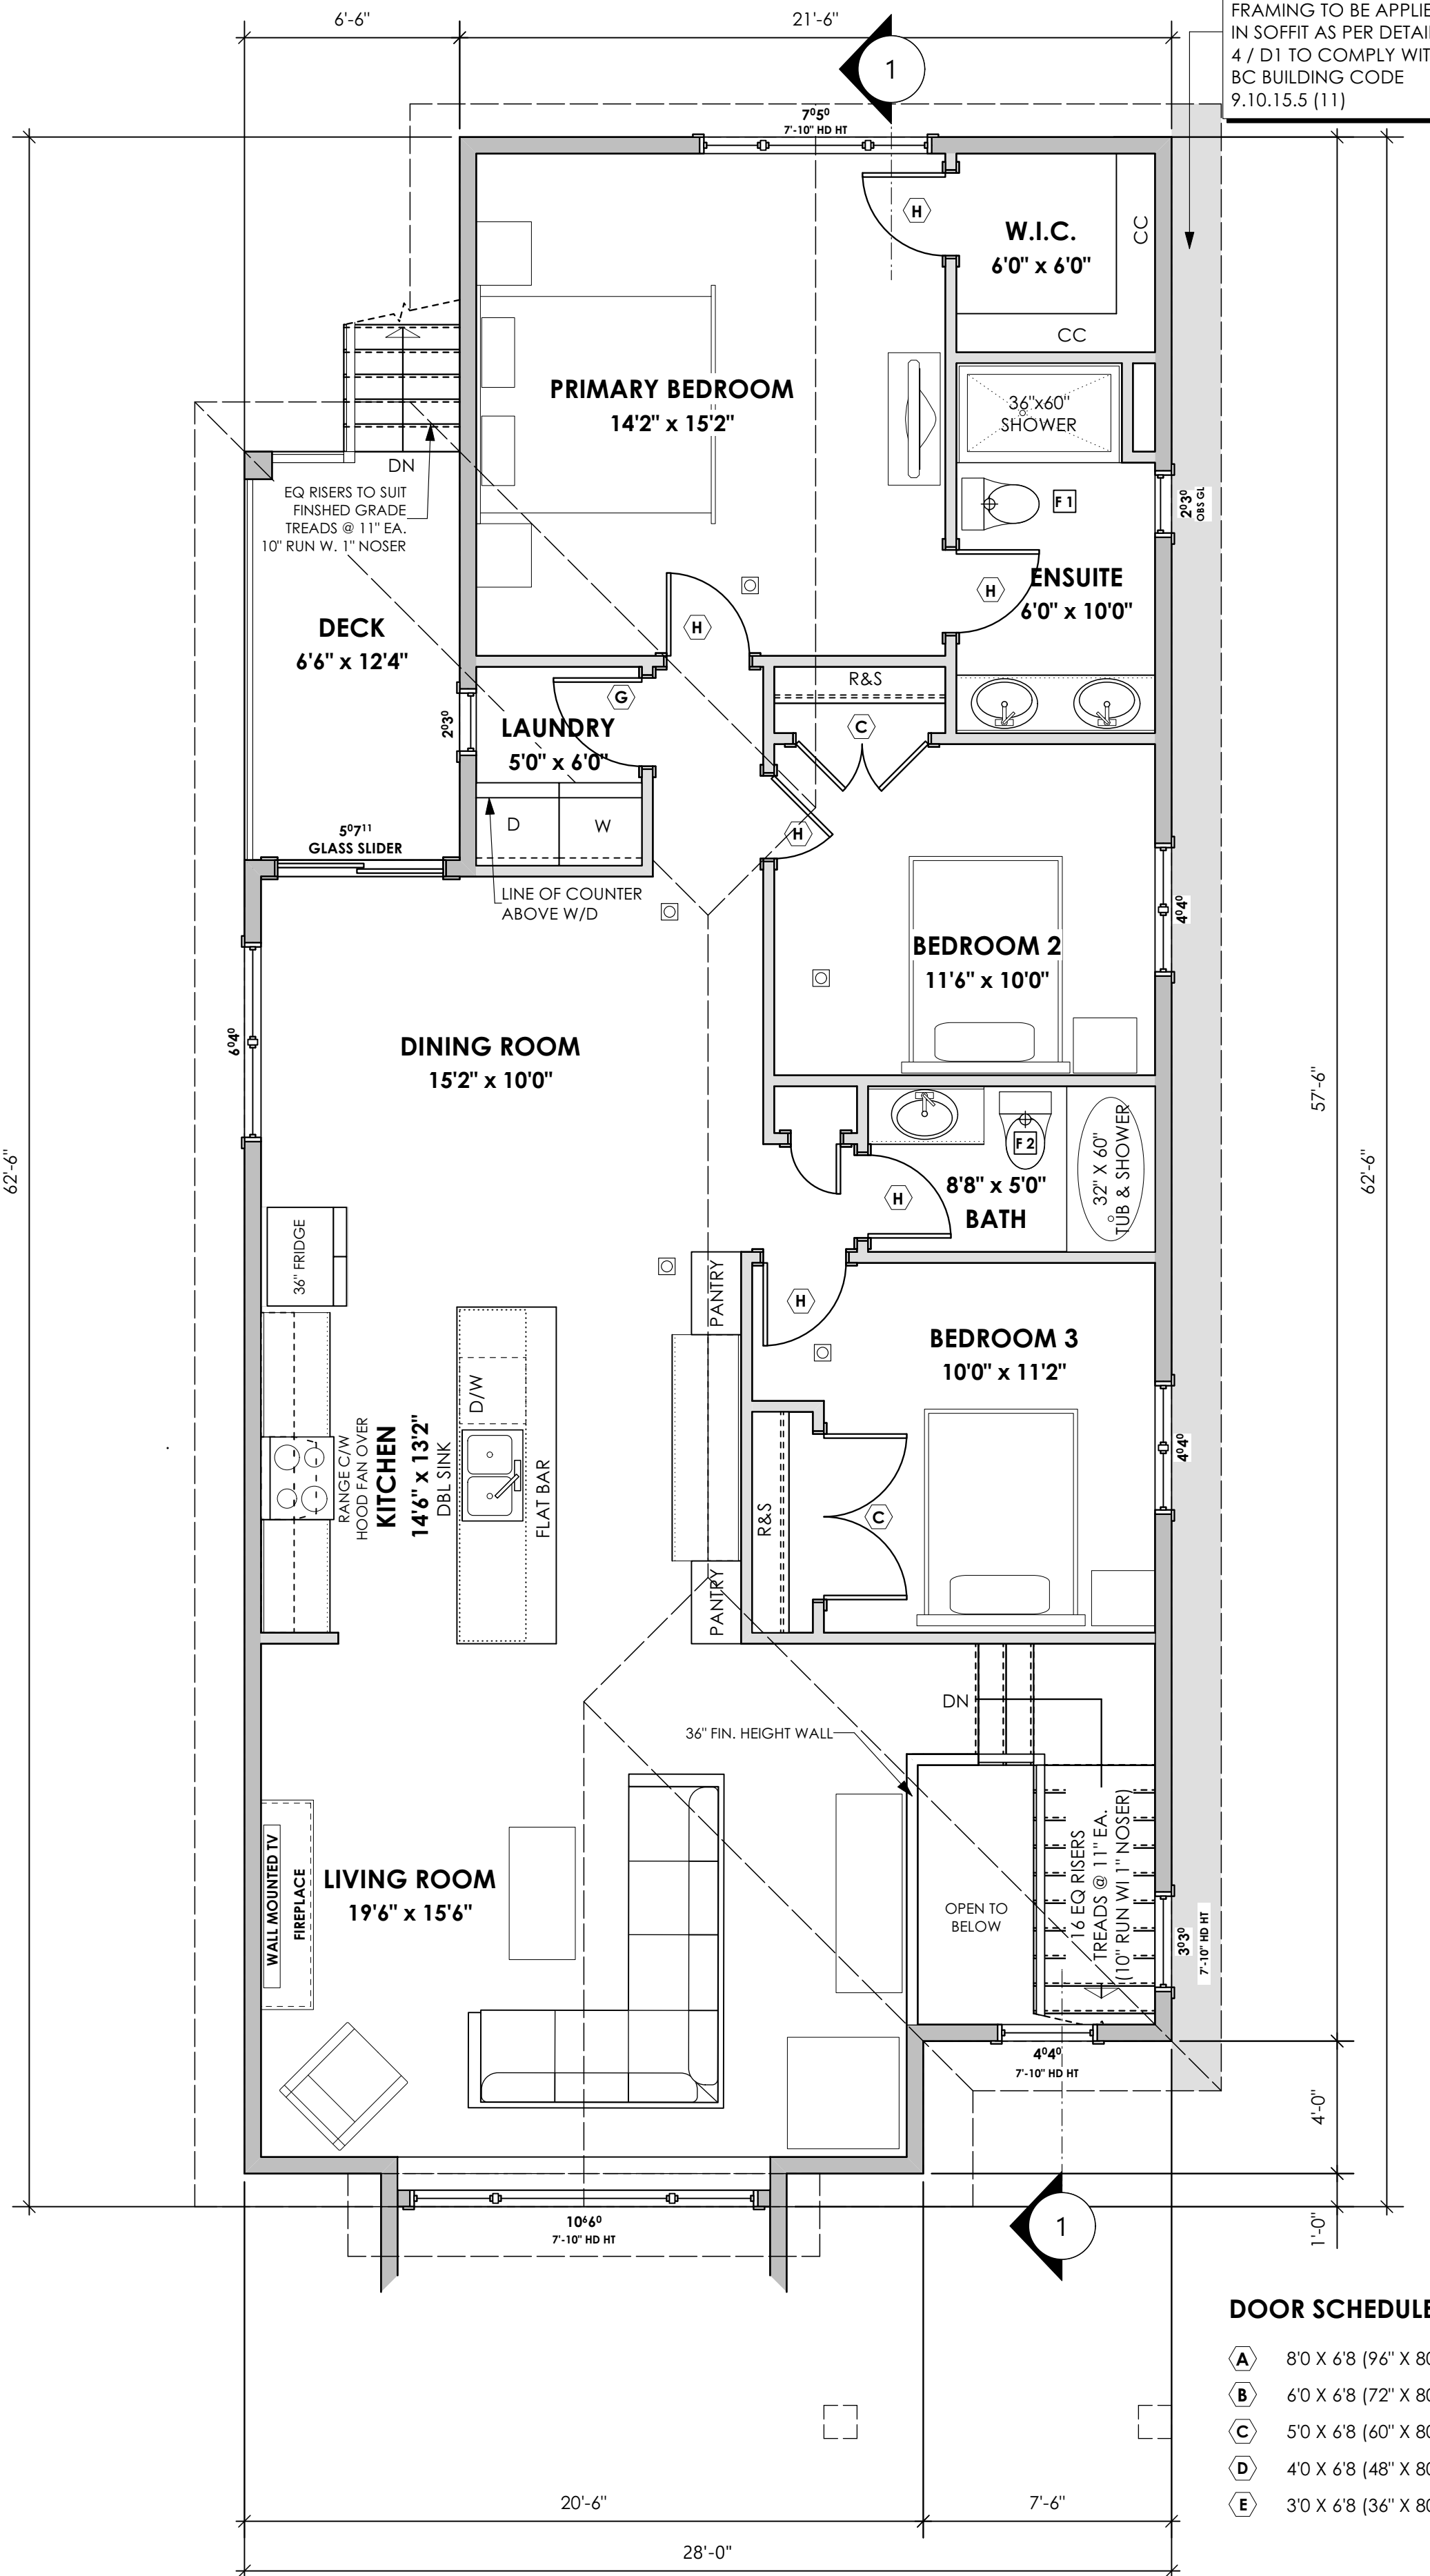 6'-6"
21'-6"
1
FRAMING TO BE APPLIE
IN SOFFIT AS PER DETAI
4 / D1 TO COMPLY WIT
BC BUILDING CODE
9.10.15.5 (11)
7⁰5⁰
7'-10" HD HT
H
W.I.C.
6'0" x 6'0"
CC
CC
PRIMARY BEDROOM
14'2" x 15'2"
36"x60"
SHOWER
DN
EQ RISERS TO SUIT
FINSHED GRADE
TREADS @ 11" EA.
10" RUN W. 1" NOSER
F 1
2⁰3⁰
OBS GL
H
ENSUITE
6'0" x 10'0"
DECK
6'6" x 12'4"
H
R&S
G
2⁰3⁰
LAUNDRY
5'0" x 6'0"
C
D
W
H
5⁰7¹¹
GLASS SLIDER
LINE OF COUNTER
ABOVE W/D
4⁰4⁰
BEDROOM 2
11'6" x 10'0"
6⁰4⁰
DINING ROOM
15'2" x 10'0"
57'-6"
62'-6"
62'-6"
F 2
32" X 60"
TUB & SHOWER
8'8" x 5'0"
BATH
H
36" FRIDGE
PANTRY
H
BEDROOM 3
10'0" x 11'2"
D/W
RANGE C/W
HOOD FAN OVER
KITCHEN
14'6" x 13'2"
DBL SINK
FLAT BAR
4⁰4⁰
R&S
C
PANTRY
DN
36" FIN. HEIGHT WALL
WALL MOUNTED TV
FIREPLACE
LIVING ROOM
19'6" x 15'6"
OPEN TO
BELOW
16 EQ RISERS
TREADS @ 11" EA.
(10" RUN WI 1" NOSER)
3⁰3⁰
7'-10" HD HT
4⁰4⁰
7'-10" HD HT
4'-0"
10⁶6⁰
7'-10" HD HT
1
1'-0"
DOOR SCHEDULE
A 8'0 X 6'8 (96" X 80
B 6'0 X 6'8 (72" X 80
C 5'0 X 6'8 (60" X 80
D 4'0 X 6'8 (48" X 80
E 3'0 X 6'8 (36" X 80
20'-6"
7'-6"
28'-0"